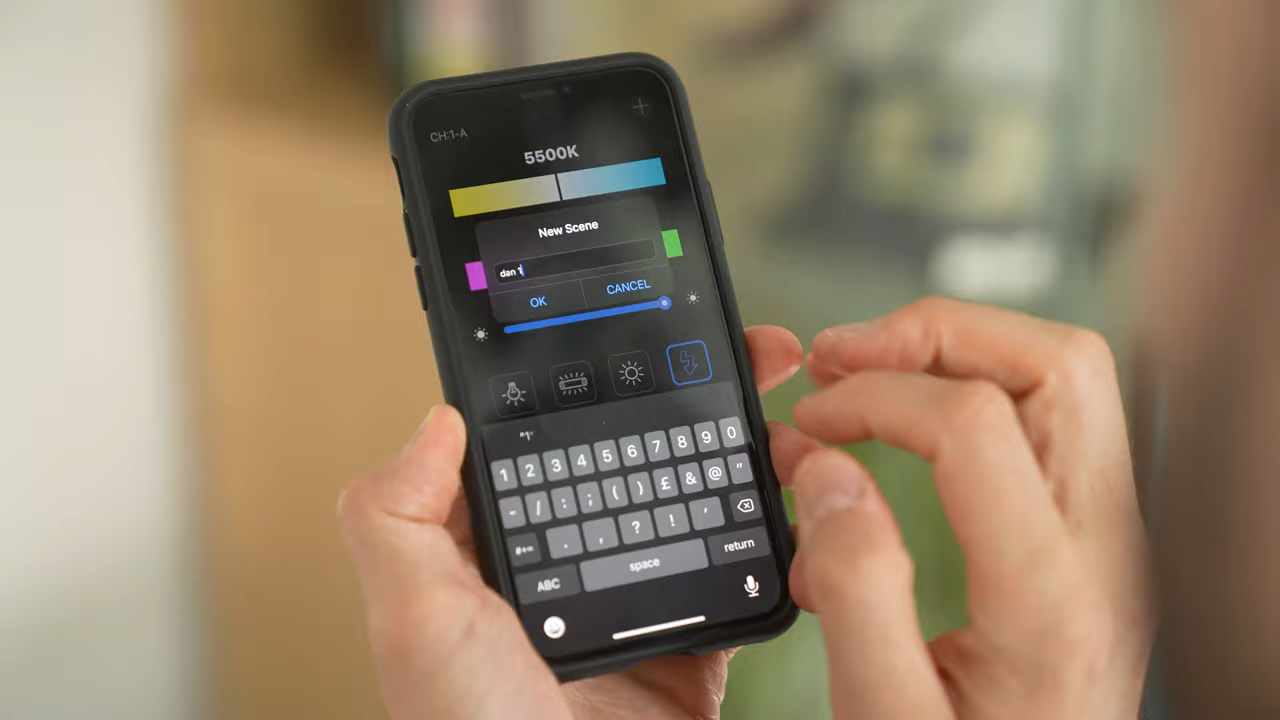 CH:1-A
5500K
New Scene
dan 1
OK CANCEL
"1"
1 2 3 4 5 6 7 8 9 0
- / : ; ( ) £ & @ "
#+= . , ? ! '
ABC space return